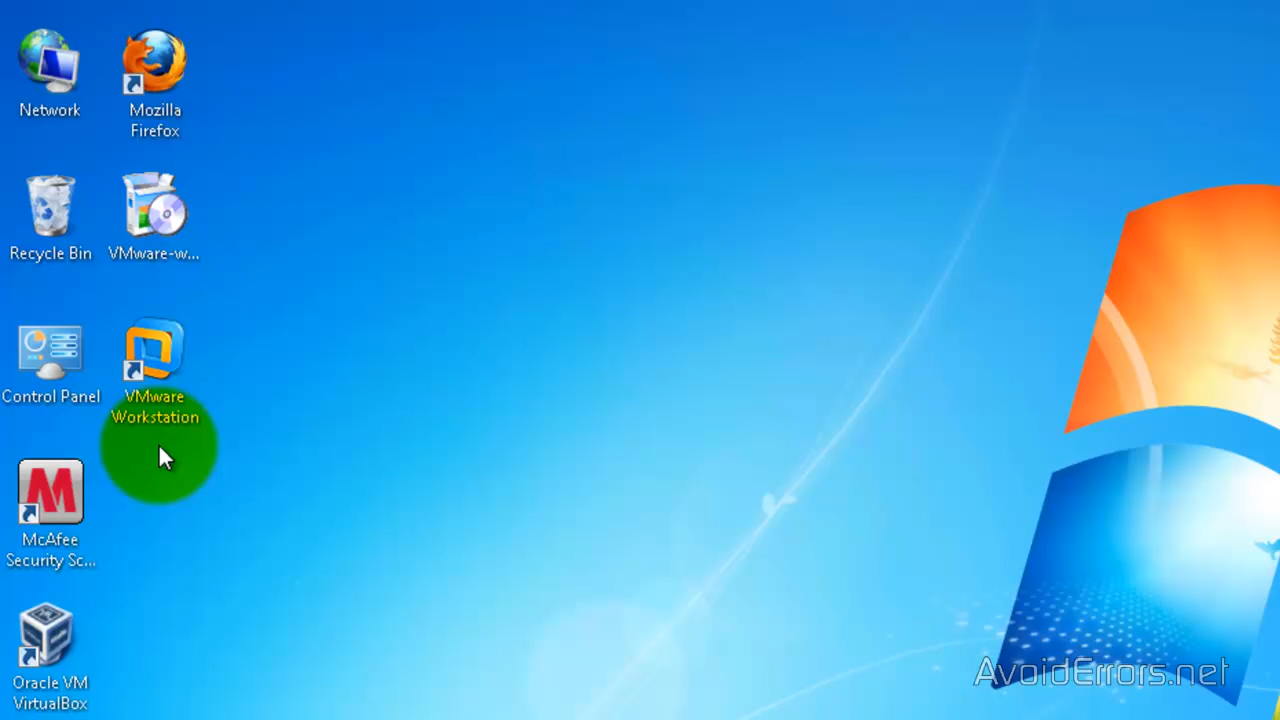 Network
Mozilla
Firefox
Recycle Bin
VMware-w...
Control Panel
VMware
Workstation
McAfee
Security Sc...
Oracle VM
VirtualBox
AvoidErrors.net